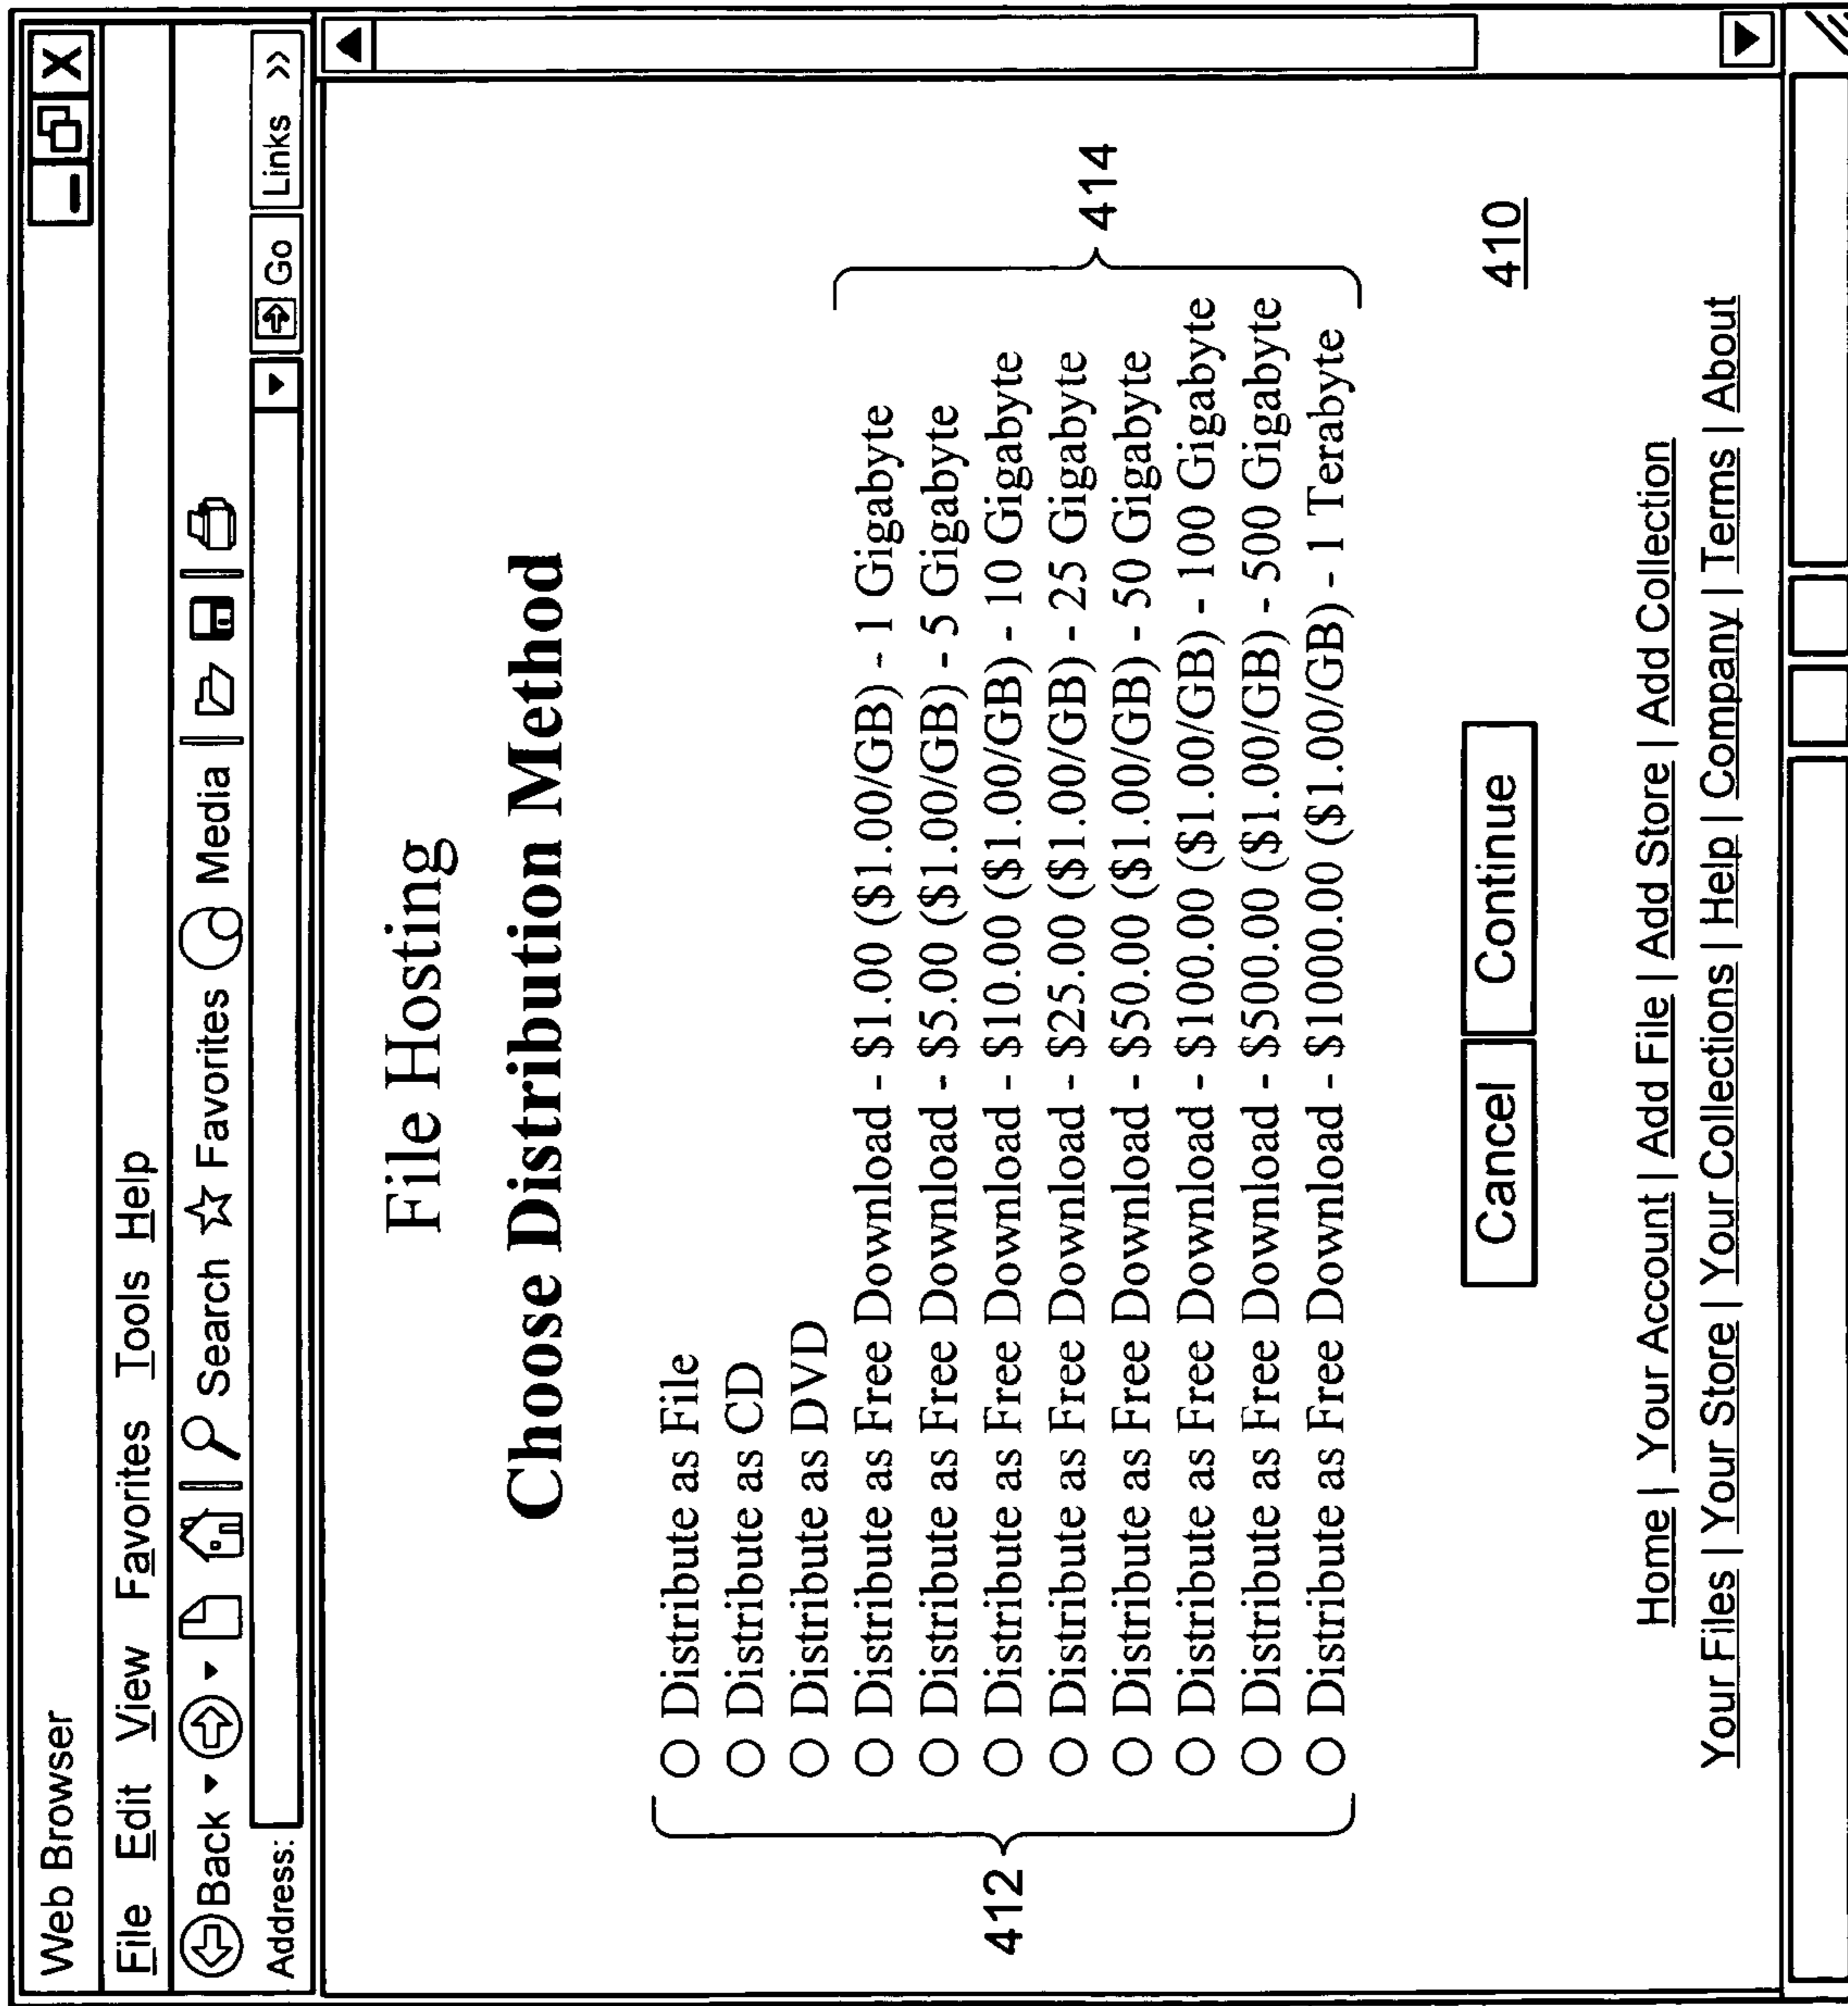 Web Browser
File Edit View Favorites Tools Help
Back Search Favorites Media
Address: Go Links >>
File Hosting
Choose Distribution Method
Distribute as File
Distribute as CD
Distribute as DVD
Distribute as Free Download - $1.00 ($1.00/GB) - 1 Gigabyte
Distribute as Free Download - $5.00 ($1.00/GB) - 5 Gigabyte
Distribute as Free Download - $10.00 ($1.00/GB) - 10 Gigabyte
Distribute as Free Download - $25.00 ($1.00/GB) - 25 Gigabyte
Distribute as Free Download - $50.00 ($1.00/GB) - 50 Gigabyte
Distribute as Free Download - $100.00 ($1.00/GB) - 100 Gigabyte
Distribute as Free Download - $500.00 ($1.00/GB) - 500 Gigabyte
Distribute as Free Download - $1000.00 ($1.00/GB) - 1 Terabyte
412
414
Cancel Continue
410
Home | Your Account | Add File | Add Store | Add Collection
Your Files | Your Store | Your Collections | Help | Company | Terms | About